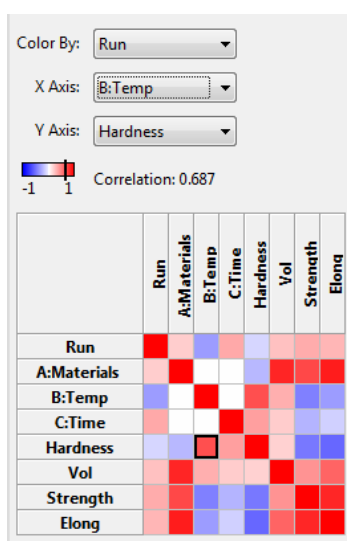 Color By: Run
X Axis: B:Temp
Y Axis: Hardness
-1 1 Correlation: 0.687
Run A:Materials B:Temp C:Time Hardness Vol Strength Elong
Run
A:Materials
B:Temp
C:Time
Hardness
Vol
Strength
Elong